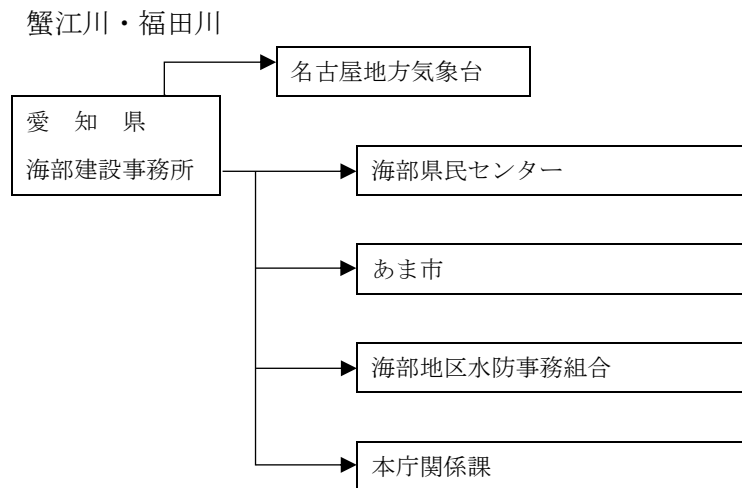 蟹江川・福田川
名古屋地方気象台
愛　知　県
海部建設事務所
海部県民センター
あま市
海部地区水防事務組合
本庁関係課